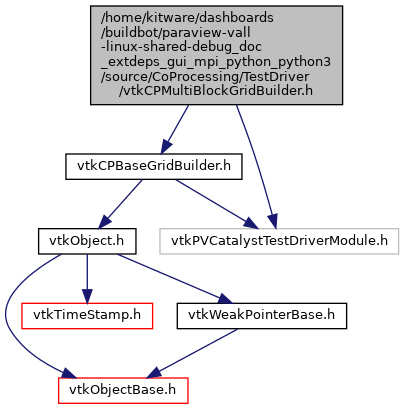 /home/kitware/dashboards
/buildbot/paraview-vall
-linux-shared-debug_doc
_extdeps_gui_mpi_python_python3
/source/CoProcessing/TestDriver
/vtkCPMultiBlockGridBuilder.h
vtkCPBaseGridBuilder.h
vtkObject.h
vtkPVCatalystTestDriverModule.h
vtkTimeStamp.h
vtkWeakPointerBase.h
vtkObjectBase.h